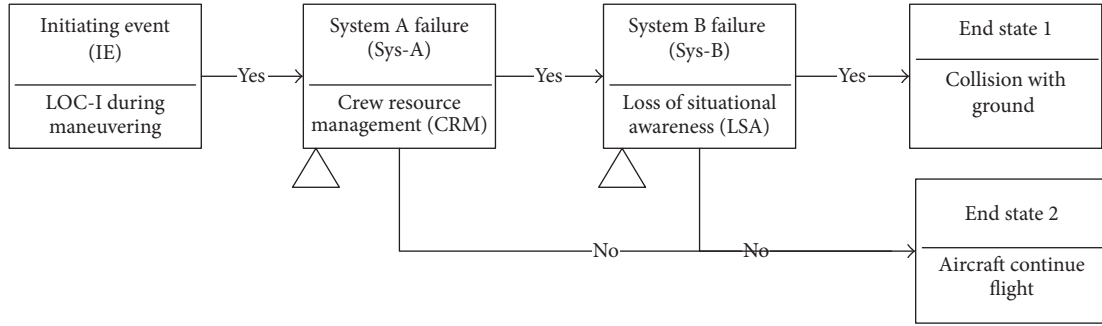 Initiating event
(IE)
LOC-I during
maneuvering
Yes
System A failure
(Sys-A)
Crew resource
management (CRM)
Yes
System B failure
(Sys-B)
Loss of situational
awareness (LSA)
Yes
End state 1
Collision with
ground
No
No
End state 2
Aircraft continue
flight